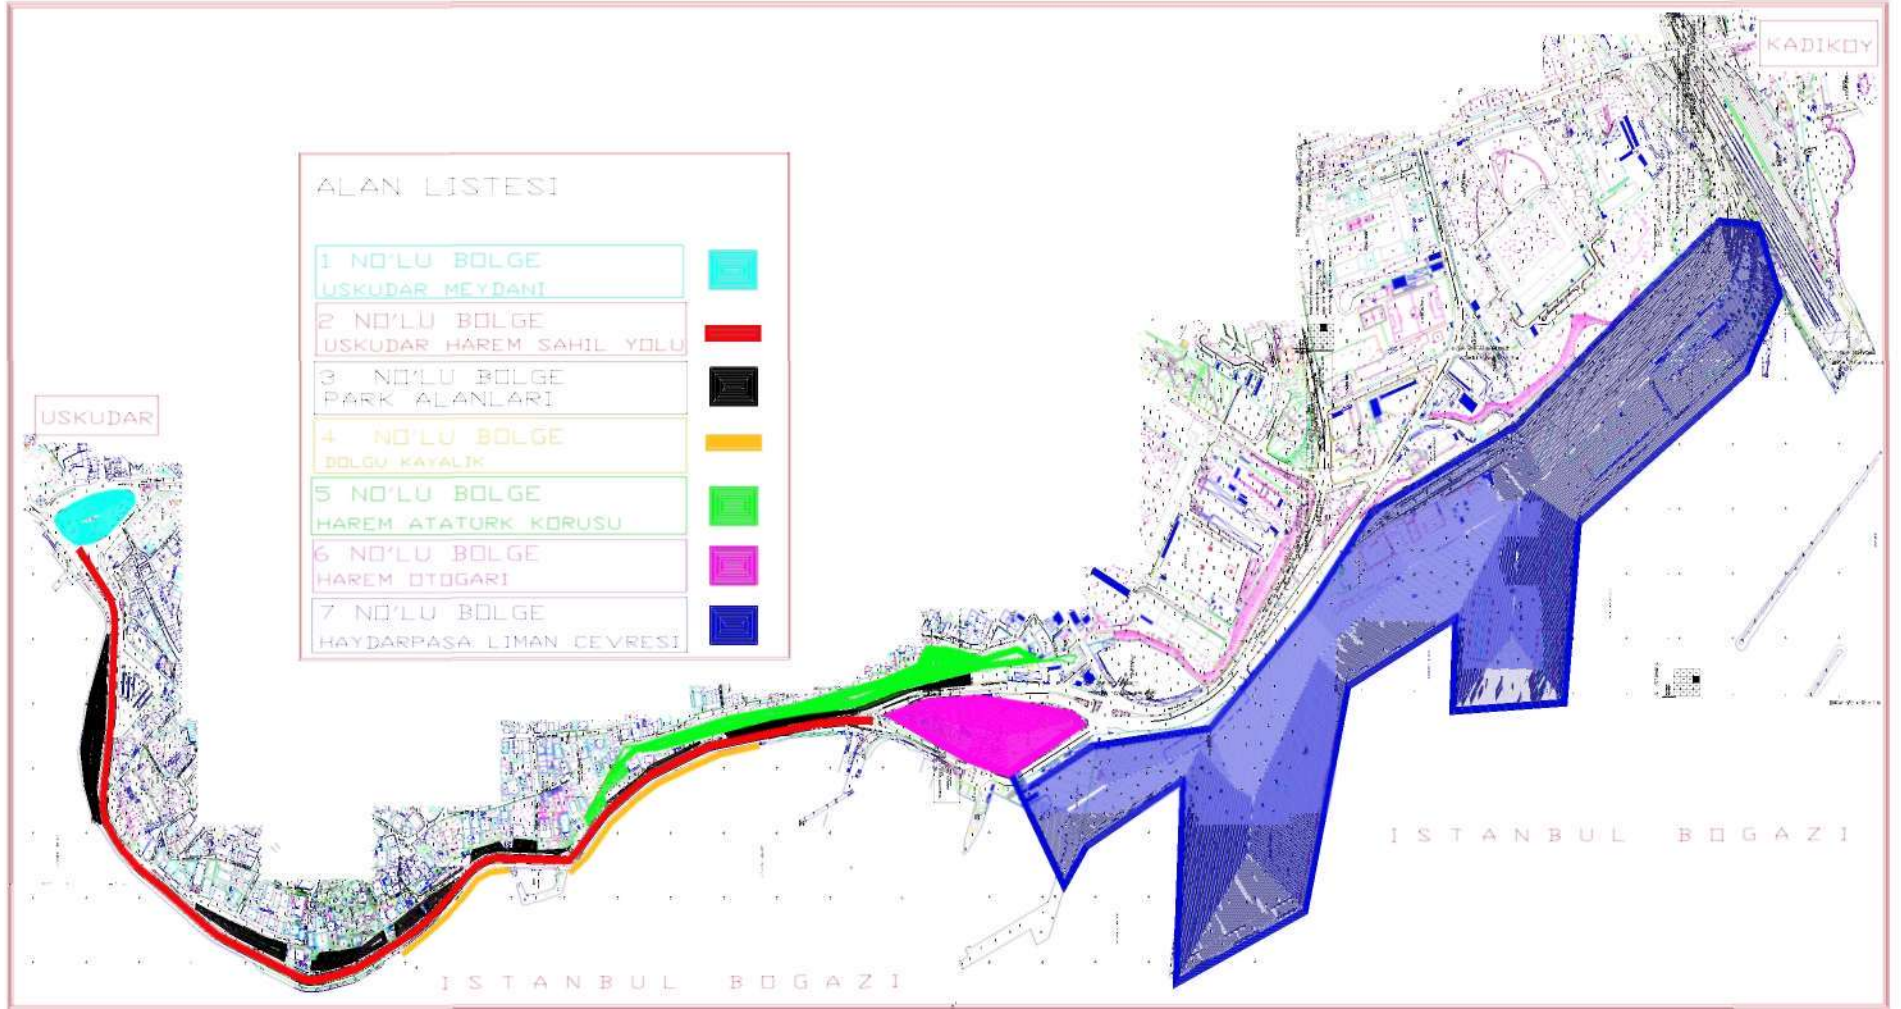 KADIKOY
ALAN LISTESI
1 NO'LU BOLGE
USKUDAR MEYDANI
2 NO'LU BOLGE
USKUDAR HAREM SAHIL YOLU
3 NO'LU BOLGE
PARK ALANLARI
4 NO'LU BOLGE
DOLGU KAYALIK
5 NO'LU BOLGE
HAREM ATATURK KORUSU
6 NO'LU BOLGE
HAREM OTOGARI
7 NO'LU BOLGE
HAYDARPASA LIMAN CEVRESI
USKUDAR
ISTANBUL BOGAZI
ISTANBUL BOGAZI